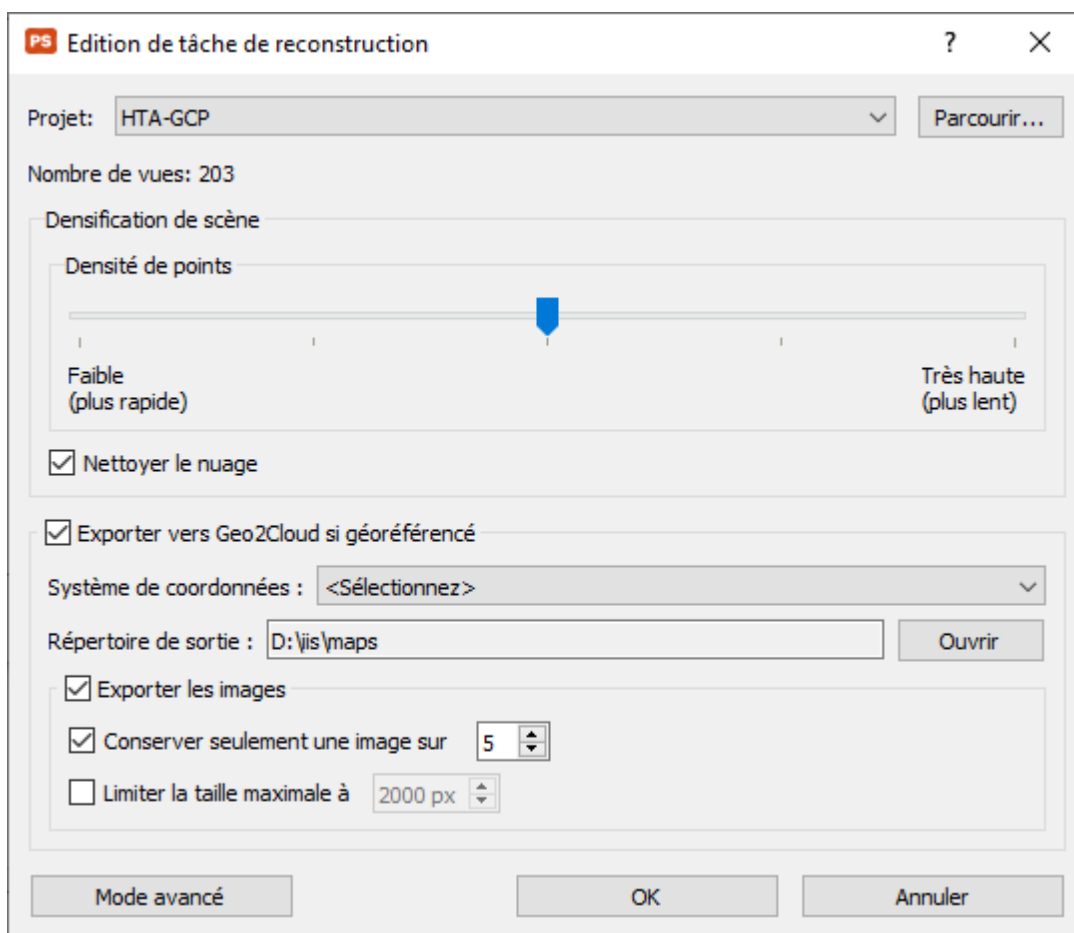 PS Edition de tâche de reconstruction ? X
Projet: HTA-GCP Parcourir...
Nombre de vues: 203
Densification de scène
Densité de points
Faible Très haute
(plus rapide) (plus lent)
Nettoyer le nuage
Exporter vers Geo2Cloud si géoréférencé
Système de coordonnées : <Sélectionnez>
Répertoire de sortie : D:\iis\maps Ouvrir
Exporter les images
Conserver seulement une image sur 5
Limiter la taille maximale à 2000 px
Mode avancé OK Annuler